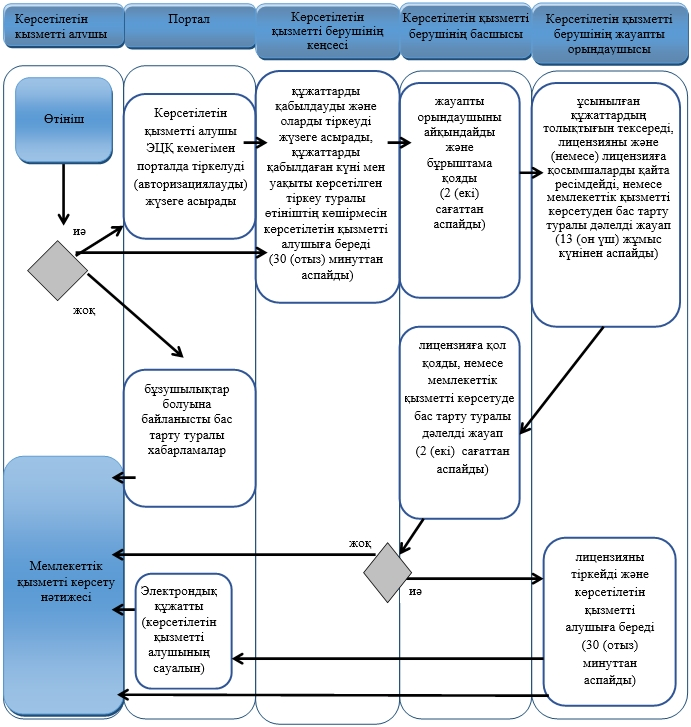 Көрсетілетін
қызметті алушы
Портал
Көрсетілетін
қызметті берушінің
кеңсесі
Көрсетілетін қызметті
берушінің басшысы
Көрсетілетін қызметті
берушінің жауапты
орындаушысы
Өтініш
иә
жоқ
Көрсетілетін
қызметті алушы
ЭЦҚ көмегімен
порталда тіркелуді
(авторизациялауды)
жүзеге асырады
құжаттарды
қабылдауды және
оларды тіркеуді
жүзеге асырады,
құжаттарды
қабылдаған күні мен
уақыты көрсетілген
тіркеу туралы
өтініштің көшірмесін
көрсетілетін қызметті
алушыға береді
(30 (отыз) минуттан
аспайды)
жауапты
орындаушыны
айқындайды
және
бұрыштама
қояды
(2 (екі)
сағаттан
аспайды)
ұсынылған
құжаттардың
толықтығын тексереді,
лицензияны және
(немесе) лицензияға
қосымшаларды қайта
ресімдейді, немесе
мемлекеттік қызметті
көрсетуден бас тарту
туралы дәлелді жауап
(13 (он үш) жұмыс
күнінен аспайды)
бұзушылықтар
болуына
байланысты бас
тарту туралы
хабарламалар
лицензияға қол
қояды, немесе
мемлекеттік
қызметті көрсетуде
бас тарту туралы
дәлелді жауап
(2 (екі) сағаттан
аспайды)
жоқ
иә
Мемлекеттік
қызметті көрсету
нәтижесі
Электрондық
құжатты
(көрсетілетін
қызметті
алушының
сауалын)
лицензияны
тіркейді және
көрсетілетін
қызметті
алушыға береді
(30 (отыз)
минуттан
аспайды)